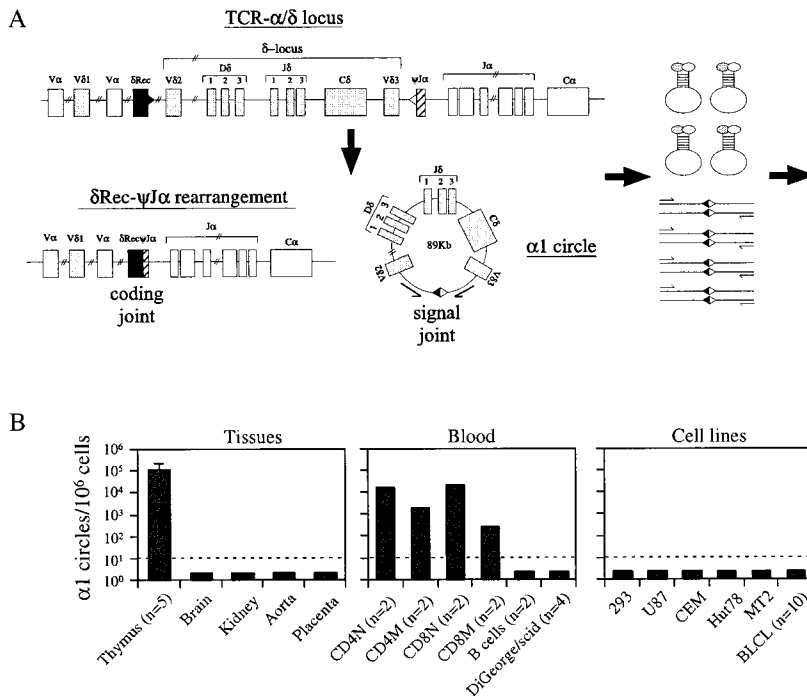 A
TCR-α/δ locus
δ–locus
Vα Vδ1 Vα δRec Vδ2 Dδ 1 2 3 Jδ 1 2 3 Cδ Vδ3 ψJα Jα Cα
δRec-ψJα rearrangement
Vα Vδ1 Vα δRecψJα Jα Cα
coding joint
Jδ
1 2 3
Dδ
1 2 3
Cδ
89Kb
Vδ2
Vδ3
α1 circle
signal joint
B
Tissues
Blood
Cell lines
α1 circles/10⁶ cells
10⁶
10⁵
10⁴
10³
10²
10¹
10⁰
Thymus (n=5)
Brain
Kidney
Aorta
Placenta
CD4N (n=2)
CD4M (n=2)
CD8N (n=2)
CD8M (n=2)
B cells (n=2)
DiGeorge/scid (n=4)
293
U87
CEM
Hut78
MT2
BLCL (n=10)